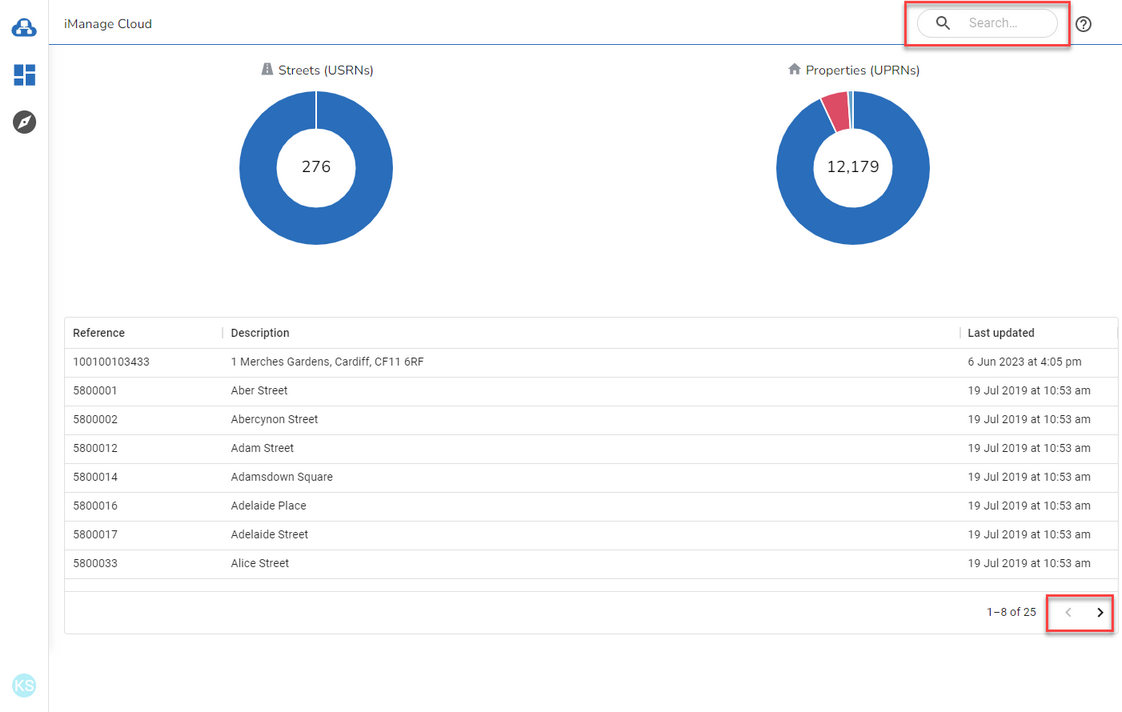 iManage Cloud
Search...
Streets (USRNs)
Properties (UPRNs)
276
12,179
Reference Description Last updated
100100103433 1 Merches Gardens, Cardiff, CF11 6RF 6 Jun 2023 at 4:05 pm
5800001 Aber Street 19 Jul 2019 at 10:53 am
5800002 Abercynon Street 19 Jul 2019 at 10:53 am
5800012 Adam Street 19 Jul 2019 at 10:53 am
5800014 Adamsdown Square 19 Jul 2019 at 10:53 am
5800016 Adelaide Place 19 Jul 2019 at 10:53 am
5800017 Adelaide Street 19 Jul 2019 at 10:53 am
5800033 Alice Street 19 Jul 2019 at 10:53 am
1–8 of 25
KS